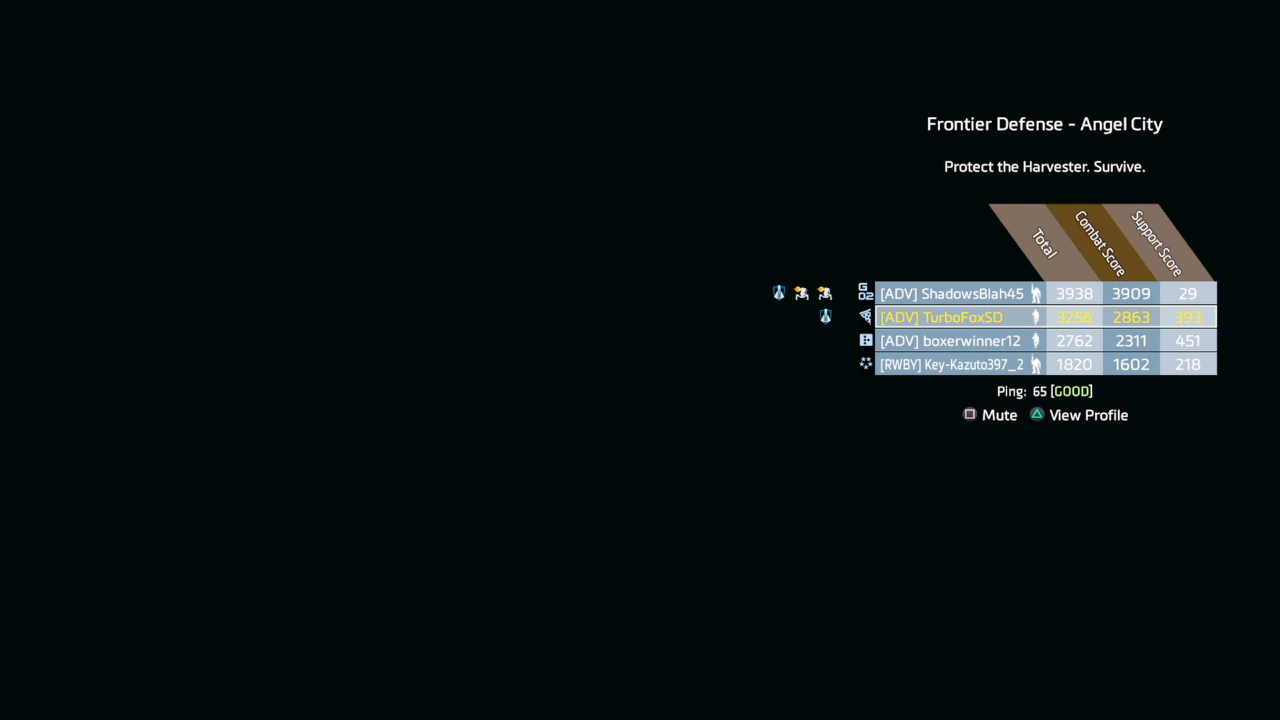 Frontier Defense - Angel City
Protect the Harvester. Survive.
Total Combat Score Support Score
G 02 [ADV] ShadowsBlah45 3938 3909 29
[ADV] TurboFoxSD 3256 2863 393
[ADV] boxerwinner12 2762 2311 451
[RWBY] Key-Kazuto397_2 1820 1602 218
Ping: 65 [GOOD]
Mute View Profile